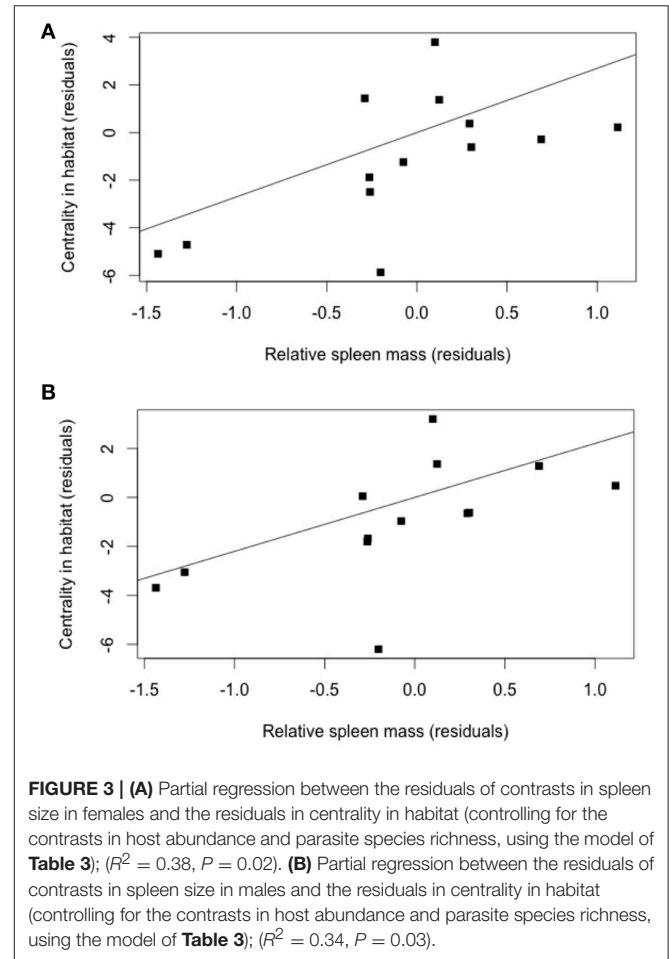 A
Centrality in habitat (residuals)
4
2
0
-2
-4
-6
-1.5 -1.0 -0.5 0.0 0.5 1.0
Relative spleen mass (residuals)
B
Centrality in habitat (residuals)
2
0
-2
-4
-6
-1.5 -1.0 -0.5 0.0 0.5 1.0
Relative spleen mass (residuals)
FIGURE 3 | (A) Partial regression between the residuals of contrasts in spleen
size in females and the residuals in centrality in habitat (controlling for the
contrasts in host abundance and parasite species richness, using the model of
Table 3); (R² = 0.38, P = 0.02). (B) Partial regression between the residuals of
contrasts in spleen size in males and the residuals in centrality in habitat
(controlling for the contrasts in host abundance and parasite species richness,
using the model of Table 3); (R² = 0.34, P = 0.03).